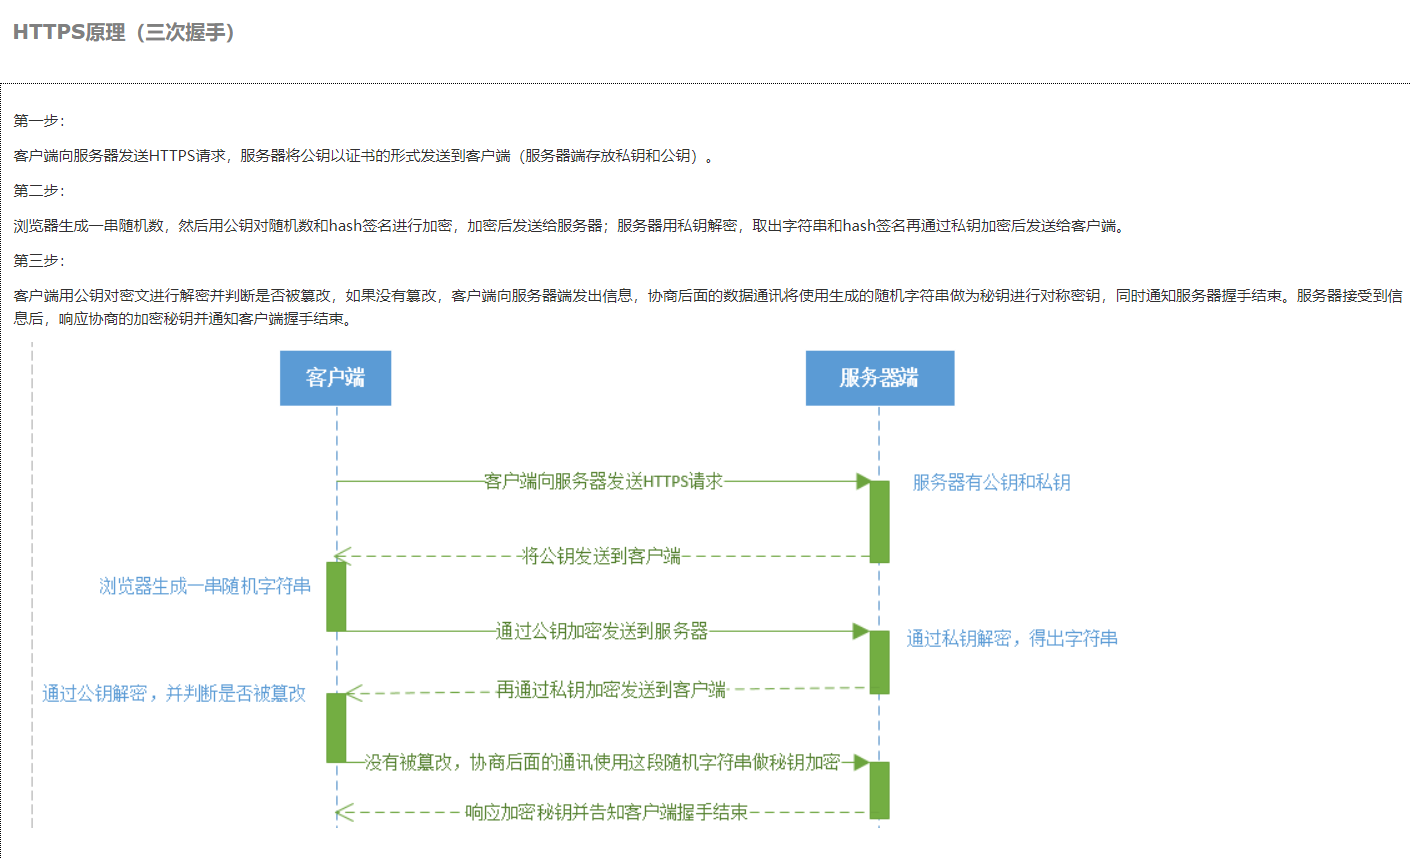 HTTPS原理（三次握手）
第一步：
客户端向服务器发送HTTPS请求，服务器将公钥以证书的形式发送到客户端（服务器端存放私钥和公钥）。
第二步：
浏览器生成一串随机数，然后用公钥对随机数和hash签名进行加密，加密后发送给服务器；服务器用私钥解密，取出字符串和hash签名再通过私钥加密后发送给客户端。
第三步：
客户端用公钥对密文进行解密并判断是否被篡改，如果没有篡改，客户端向服务器端发出信息，协商后面的数据通讯将使用生成的随机字符串做为秘钥进行对称密钥，同时通知服务器握手结束。服务器接受到信
息后，响应协商的加密秘钥并通知客户端握手结束。
客户端
服务器端
客户端向服务器发送HTTPS请求
服务器有公钥和私钥
将公钥发送到客户端
浏览器生成一串随机字符串
通过公钥加密发送到服务器
通过私钥解密，得出字符串
再通过私钥加密发送到客户端
通过公钥解密，并判断是否被篡改
没有被篡改，协商后面的通讯使用这段随机字符串做秘钥加密
响应加密秘钥并告知客户端握手结束